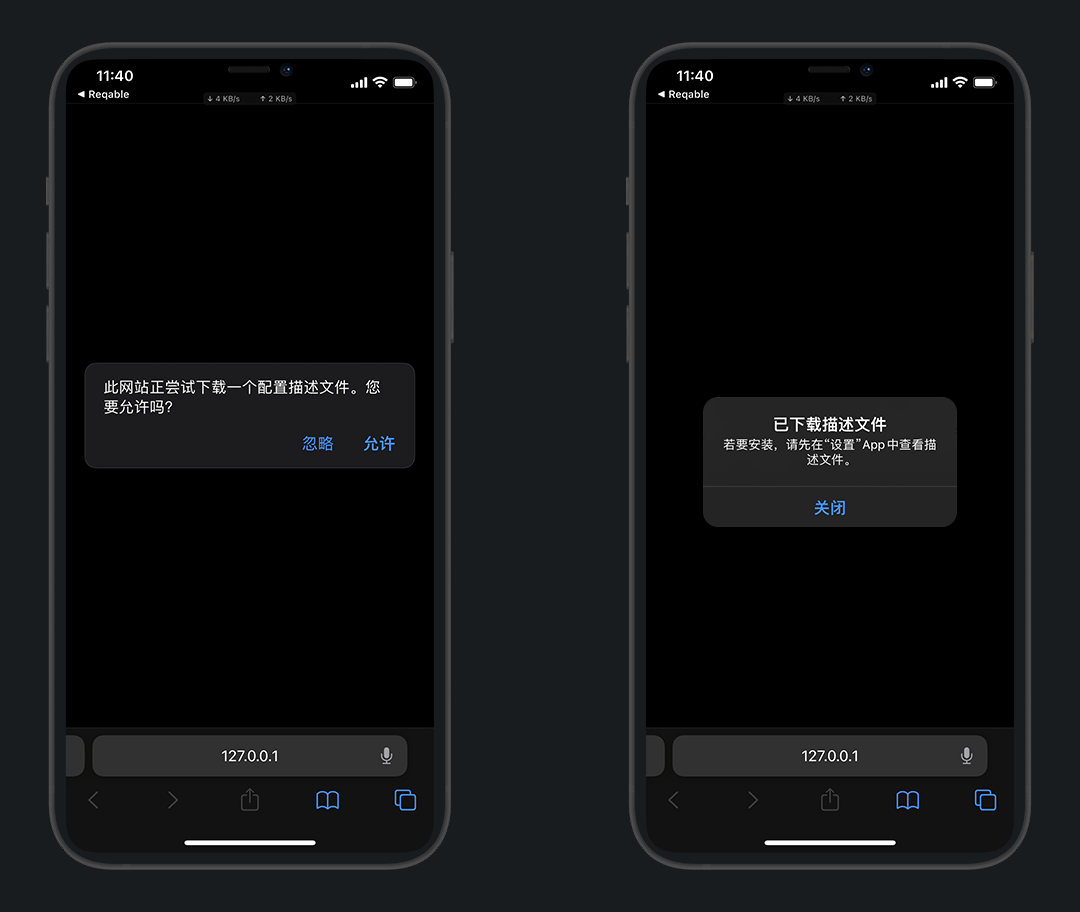 11:40
◀ Reqable
↓ 4 KB/s ↑ 2 KB/s
此网站正尝试下载一个配置描述文件。您
要允许吗?
忽略 允许
127.0.0.1
11:40
◀ Reqable
↓ 4 KB/s ↑ 2 KB/s
已下载描述文件
若要安装，请先在“设置”App 中查看描
述文件。
关闭
127.0.0.1